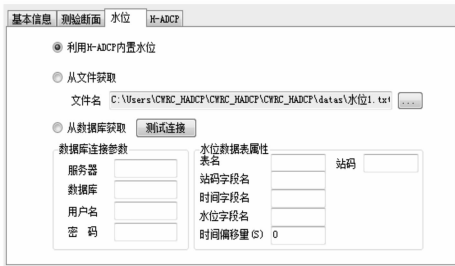 基本信息 测验断面 水位 H-ADCP
利用H-ADCP内置水位
从文件获取
文件名 C:\Users\CWRC_HADCP\CWRC_HADCP\CWRC_HADCP\datas\水位1.txt ...
从数据库获取 测试连接
数据库连接参数
服务器
数据库
用户名
密 码
水位数据表属性
表名 站码
站码字段名
时间字段名
水位字段名
时间偏移量(S) 0